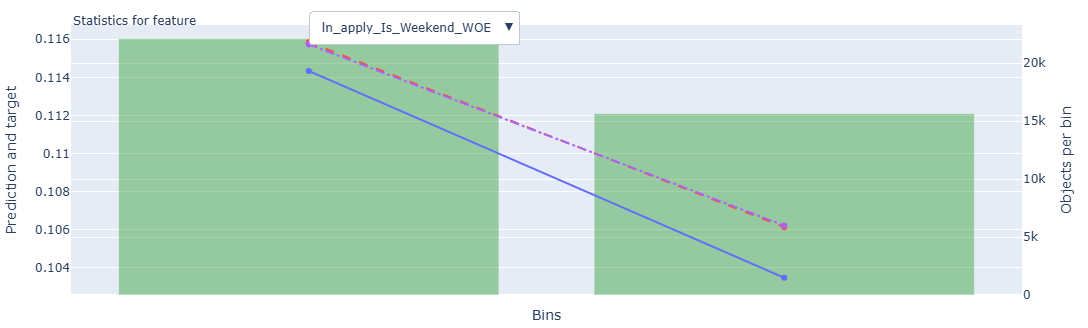 Statistics for feature
ln_apply_Is_Weekend_WOE ▼
Prediction and target
0.116
0.114
0.112
0.11
0.108
0.106
0.104
20k
15k
10k
5k
0
Objects per bin
Bins